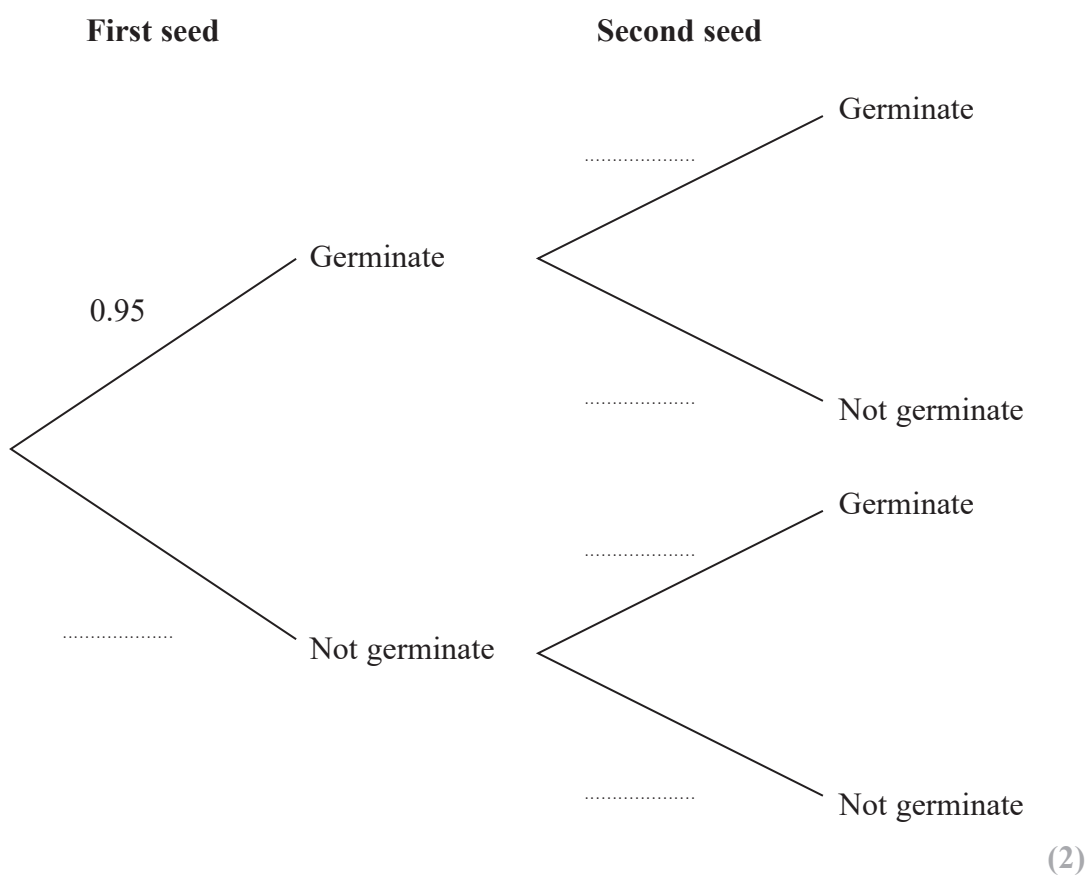 First seed Second seed
Germinate
....................
Germinate
0.95
....................
Not germinate
Germinate
....................
....................
Not germinate
....................
Not germinate
(2)